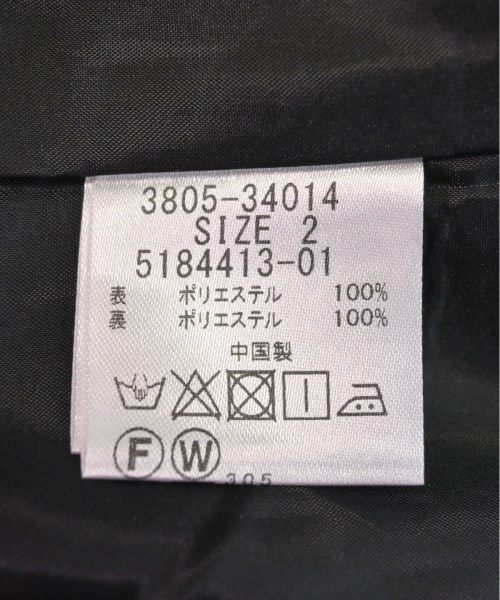 3805-34014
SIZE 2
5184413-01
表 ポリエステル 100%
裏 ポリエステル 100%
中国製
F W
305